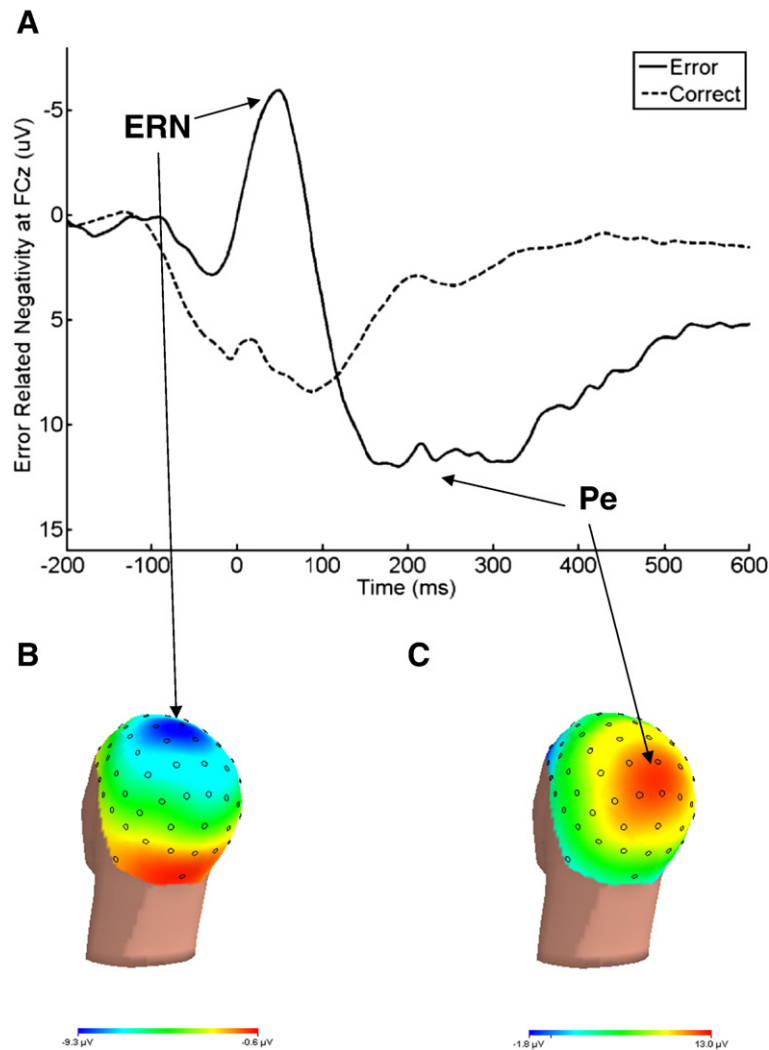 A
Error
Correct
ERN
Error Related Negativity at FCz (uV)
-5
0
5
10
15
Pe
-200
-100
0
100
200
300
400
500
600
Time (ms)
B
C
-9.3 µV
-0.6 µV
-1.8 µV
13.0 µV